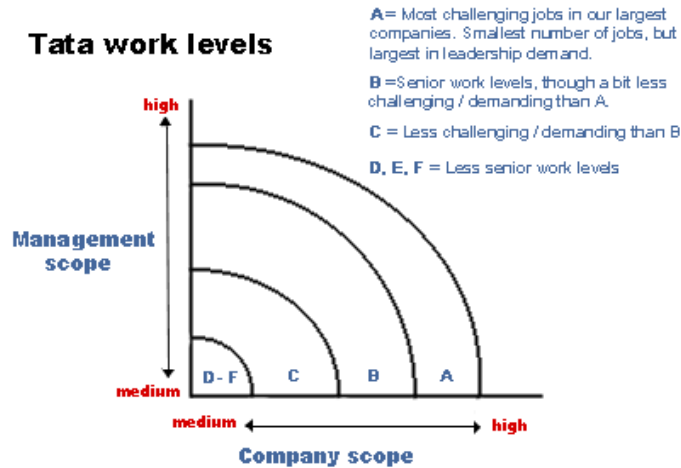 Tata work levels
A= Most challenging jobs in our largest
companies. Smallest number of jobs, but
largest in leadership demand.
B =Senior work levels, though a bit less
challenging / demanding than A.
C = Less challenging / demanding than B
D, E, F = Less senior work levels
high
Management
scope
medium
D - F
C
B
A
medium
high
Company scope